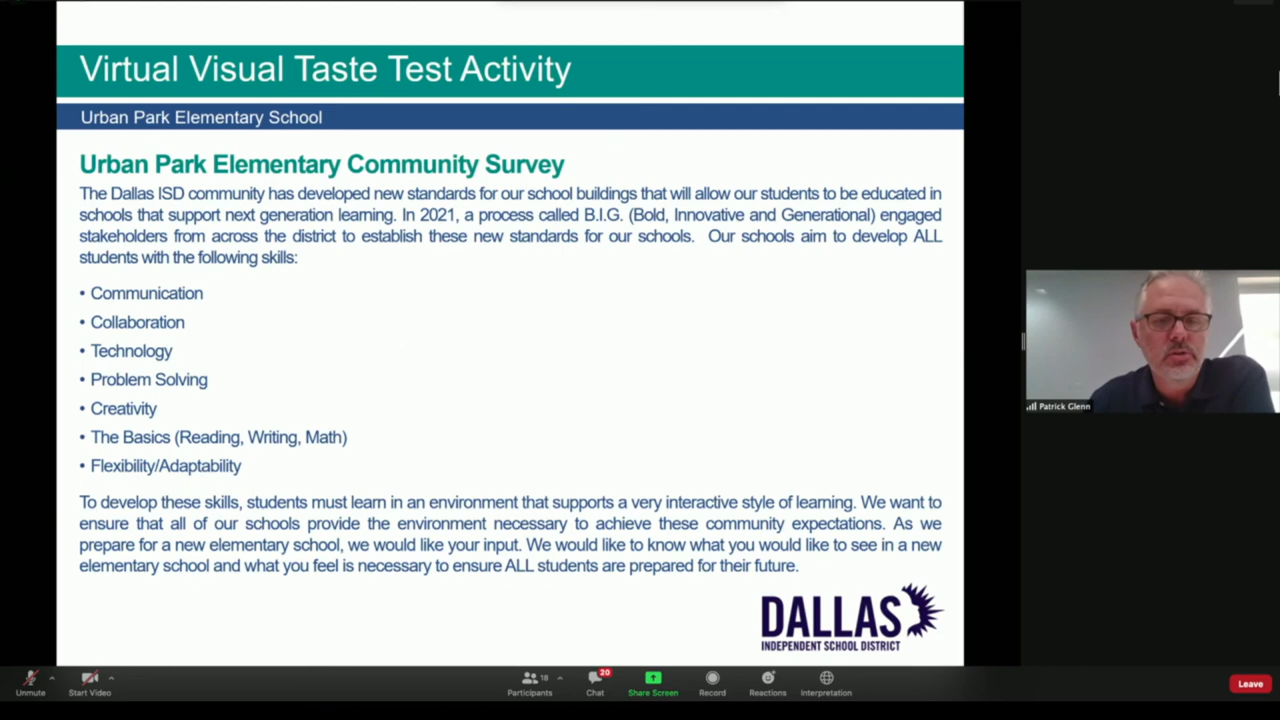 Virtual Visual Taste Test Activity
Urban Park Elementary School
Urban Park Elementary Community Survey
The Dallas ISD community has developed new standards for our school buildings that will allow our students to be educated in
schools that support next generation learning. In 2021, a process called B.I.G. (Bold, Innovative and Generational) engaged
stakeholders from across the district to establish these new standards for our schools. Our schools aim to develop ALL
students with the following skills:
• Communication
• Collaboration
• Technology
• Problem Solving
• Creativity
• The Basics (Reading, Writing, Math)
• Flexibility/Adaptability
To develop these skills, students must learn in an environment that supports a very interactive style of learning. We want to
ensure that all of our schools provide the environment necessary to achieve these community expectations. As we
prepare for a new elementary school, we would like your input. We would like to know what you would like to see in a new
elementary school and what you feel is necessary to ensure ALL students are prepared for their future.
DALLAS
INDEPENDENT SCHOOL DISTRICT
Patrick Glenn
18
20
Unmute
Start Video
Participants
Chat
Share Screen
Record
Reactions
Interpretation
Leave